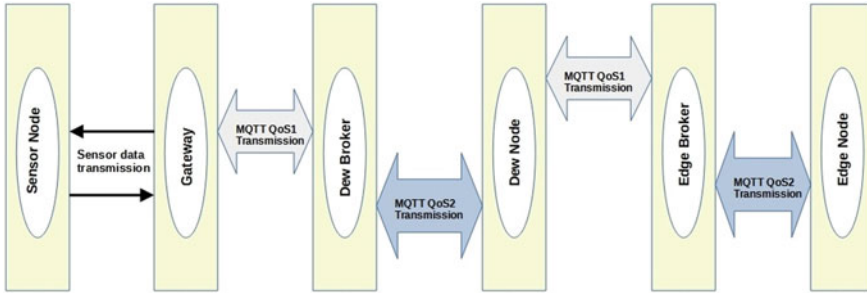 Sensor Node
Sensor data
transmission
Gateway
MQTT QoS1
Transmission
Dew Broker
MQTT QoS2
Transmission
Dew Node
MQTT QoS1
Transmission
Edge Broker
MQTT QoS2
Transmission
Edge Node